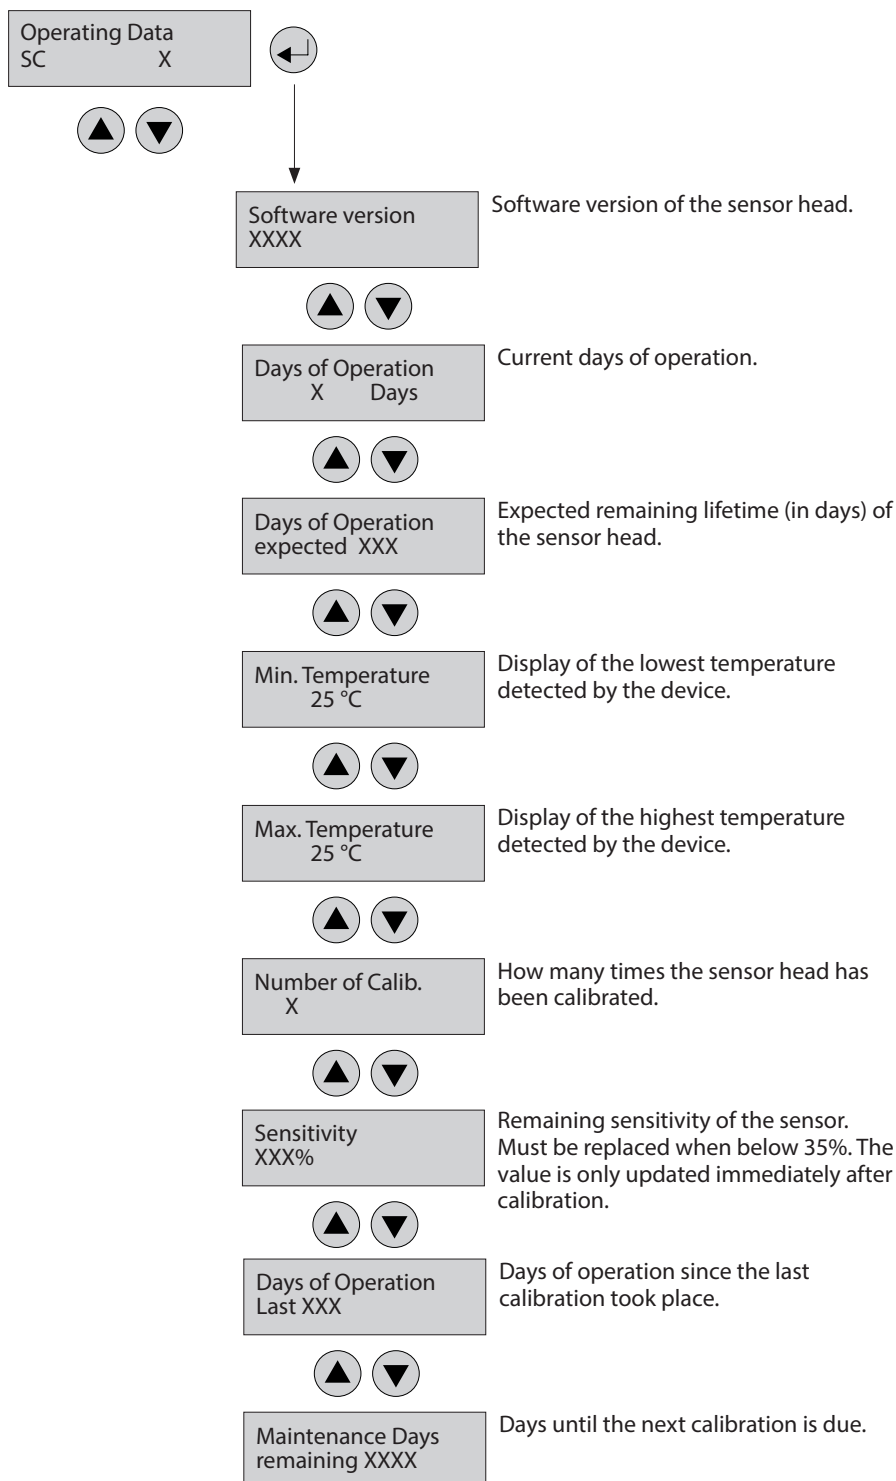 Operating Data
SC X
Software version
XXXX
Software version of the sensor head.
Days of Operation
X Days
Current days of operation.
Days of Operation
expected XXX
Expected remaining lifetime (in days) of
the sensor head.
Min. Temperature
25 °C
Display of the lowest temperature
detected by the device.
Max. Temperature
25 °C
Display of the highest temperature
detected by the device.
Number of Calib.
X
How many times the sensor head has
been calibrated.
Sensitivity
XXX%
Remaining sensitivity of the sensor.
Must be replaced when below 35%. The
value is only updated immediately after
calibration.
Days of Operation
Last XXX
Days of operation since the last
calibration took place.
Maintenance Days
remaining XXXX
Days until the next calibration is due.